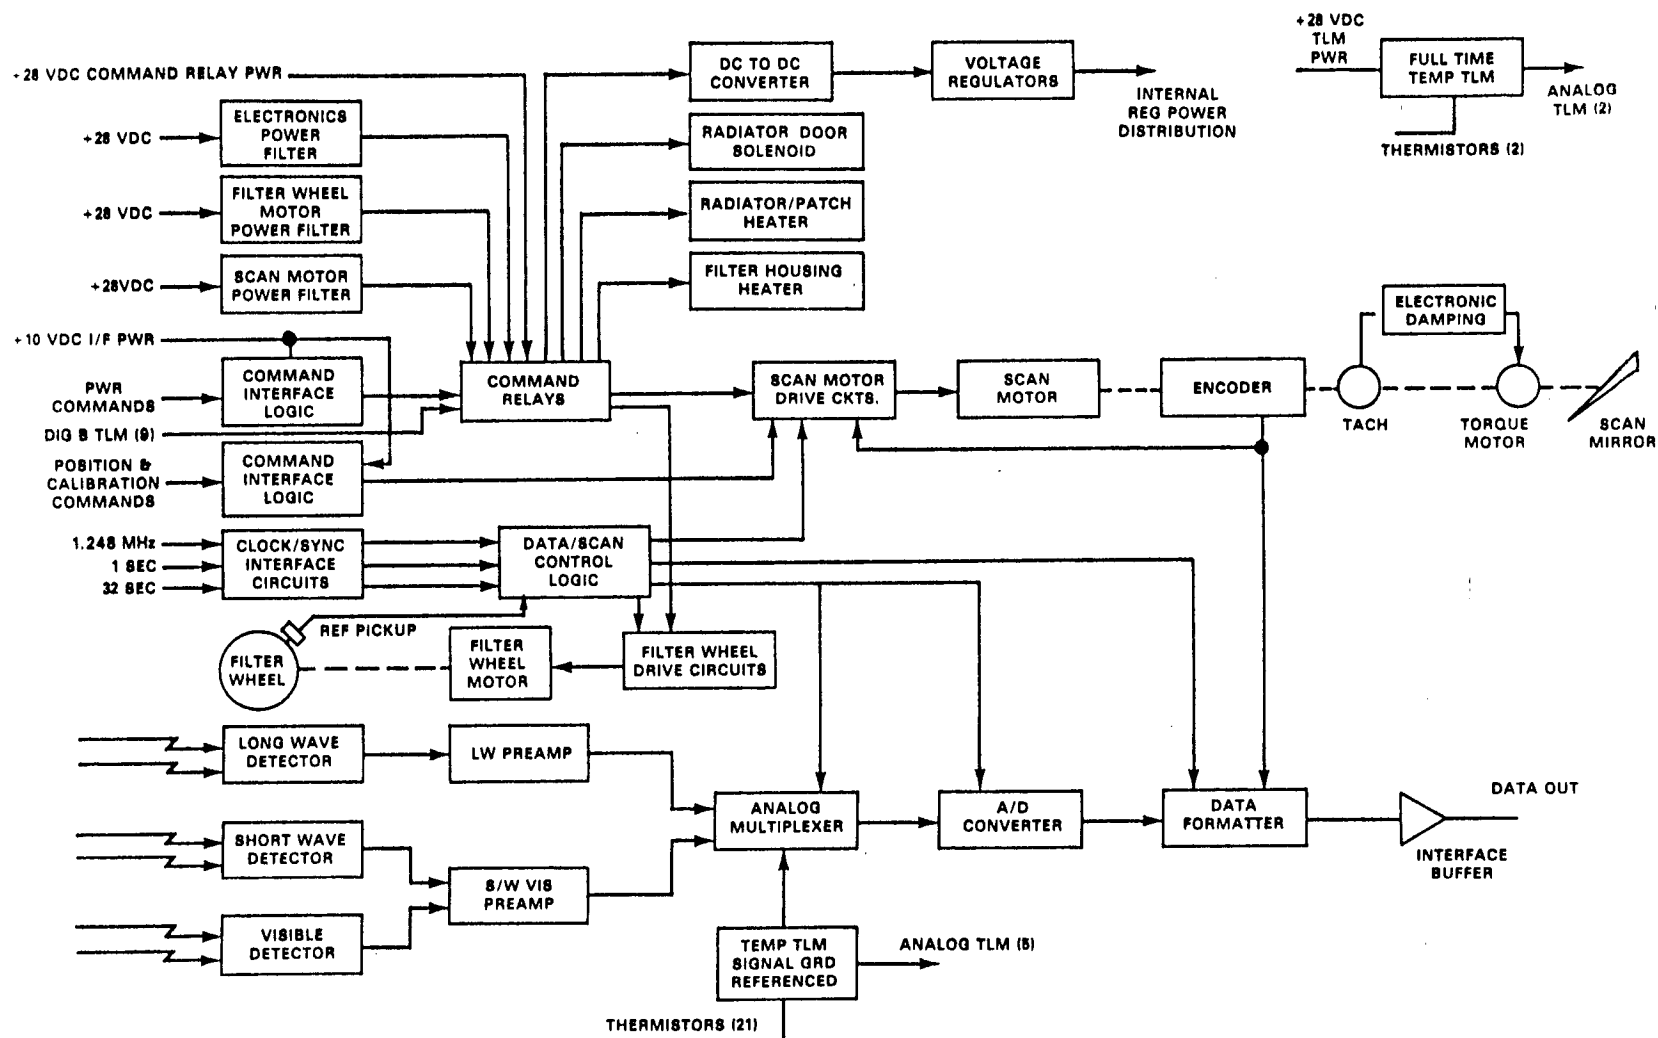 +28 VDC COMMAND RELAY PWR
+28 VDC
ELECTRONICS
POWER
FILTER
+28 VDC
FILTER WHEEL
MOTOR
POWER FILTER
+28VDC
SCAN MOTOR
POWER FILTER
+10 VDC I/F PWR
PWR
COMMANDS
COMMAND
INTERFACE
LOGIC
DIG B TLM (9)
POSITION &
CALIBRATION
COMMANDS
COMMAND
INTERFACE
LOGIC
1.248 MHz
1 SEC
32 SEC
CLOCK/SYNC
INTERFACE
CIRCUITS
DC TO DC
CONVERTER
VOLTAGE
REGULATORS
INTERNAL
REG POWER
DISTRIBUTION
+28 VDC
TLM
PWR
FULL TIME
TEMP TLM
ANALOG
TLM (2)
THERMISTORS (2)
RADIATOR DOOR
SOLENOID
RADIATOR/PATCH
HEATER
FILTER HOUSING
HEATER
COMMAND
RELAYS
SCAN MOTOR
DRIVE CKTS.
SCAN
MOTOR
ENCODER
ELECTRONIC
DAMPING
TACH
TORQUE
MOTOR
SCAN
MIRROR
DATA/SCAN
CONTROL
LOGIC
REF PICKUP
FILTER
WHEEL
FILTER
WHEEL
MOTOR
FILTER WHEEL
DRIVE CIRCUITS
LONG WAVE
DETECTOR
LW PREAMP
SHORT WAVE
DETECTOR
S/W VIS
PREAMP
VISIBLE
DETECTOR
ANALOG
MULTIPLEXER
A/D
CONVERTER
DATA
FORMATTER
DATA OUT
INTERFACE
BUFFER
TEMP TLM
SIGNAL GRD
REFERENCED
ANALOG TLM (5)
THERMISTORS (21)